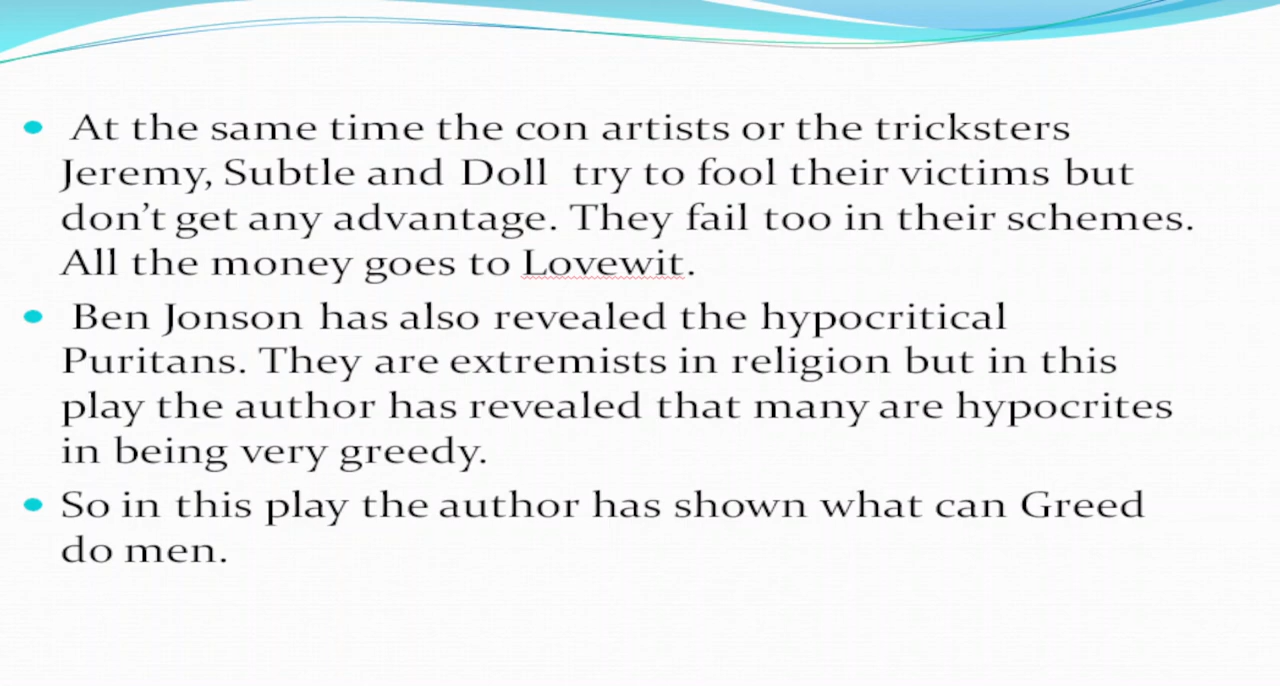 At the same time the con artists or the tricksters
Jeremy, Subtle and Doll try to fool their victims but
don't get any advantage. They fail too in their schemes.
All the money goes to Lovewit.
Ben Jonson has also revealed the hypocritical
Puritans. They are extremists in religion but in this
play the author has revealed that many are hypocrites
in being very greedy.
So in this play the author has shown what can Greed
do men.